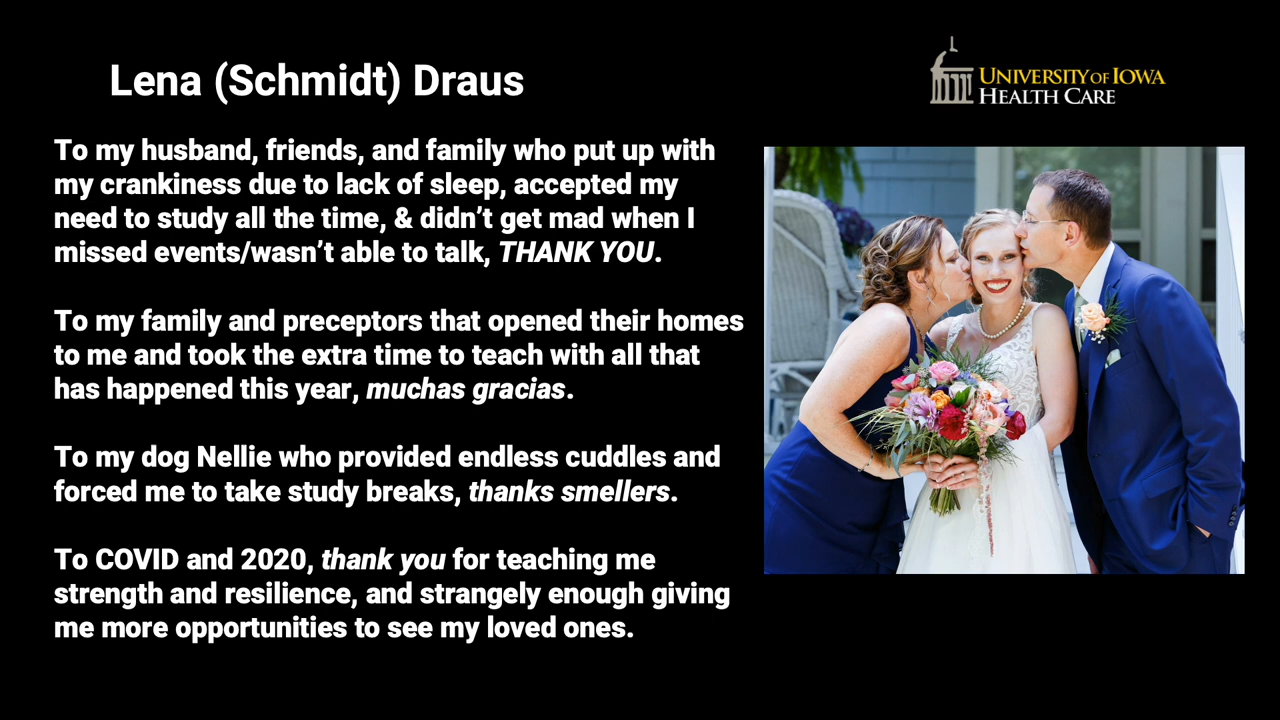 Lena (Schmidt) Draus
UNIVERSITY OF IOWA
HEALTH CARE
To my husband, friends, and family who put up with
my crankiness due to lack of sleep, accepted my
need to study all the time, & didn’t get mad when I
missed events/wasn’t able to talk, THANK YOU.
To my family and preceptors that opened their homes
to me and took the extra time to teach with all that
has happened this year, muchas gracias.
To my dog Nellie who provided endless cuddles and
forced me to take study breaks, thanks smellers.
To COVID and 2020, thank you for teaching me
strength and resilience, and strangely enough giving
me more opportunities to see my loved ones.